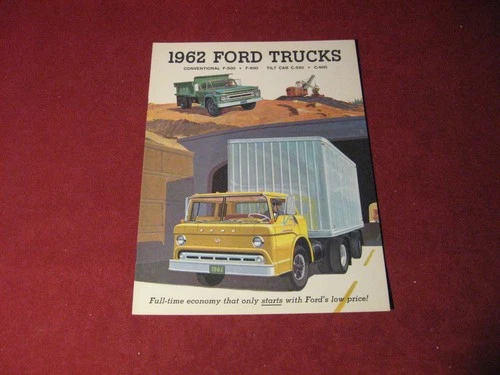 1962 FORD TRUCKS
CONVENTIONAL F-500 • F-600 TILT CAB C-550 • C-600
FORD
1962
Full-time economy that only starts with Ford's low price!